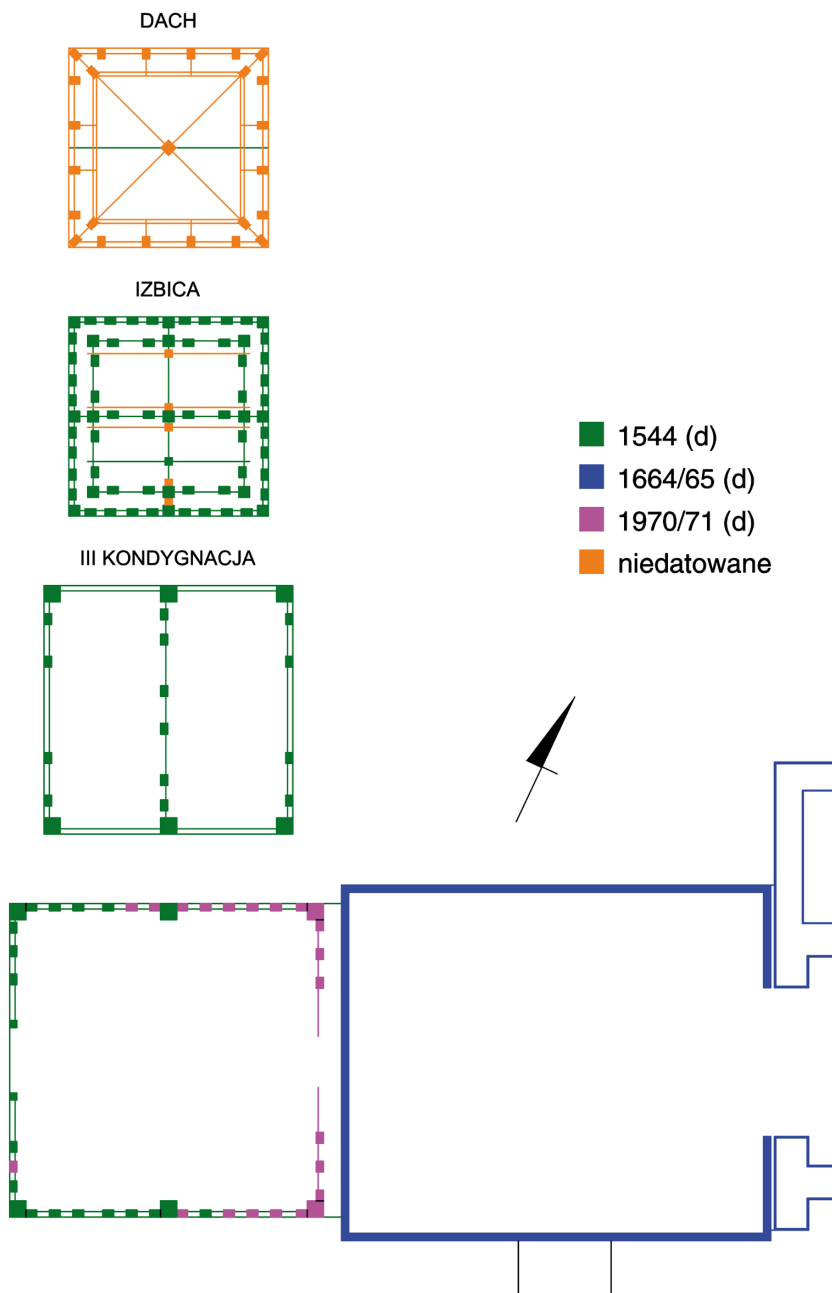 DACH
IZBICA
1544 (d)
1664/65 (d)
1970/71 (d)
niedatowane
III KONDYGNACJA